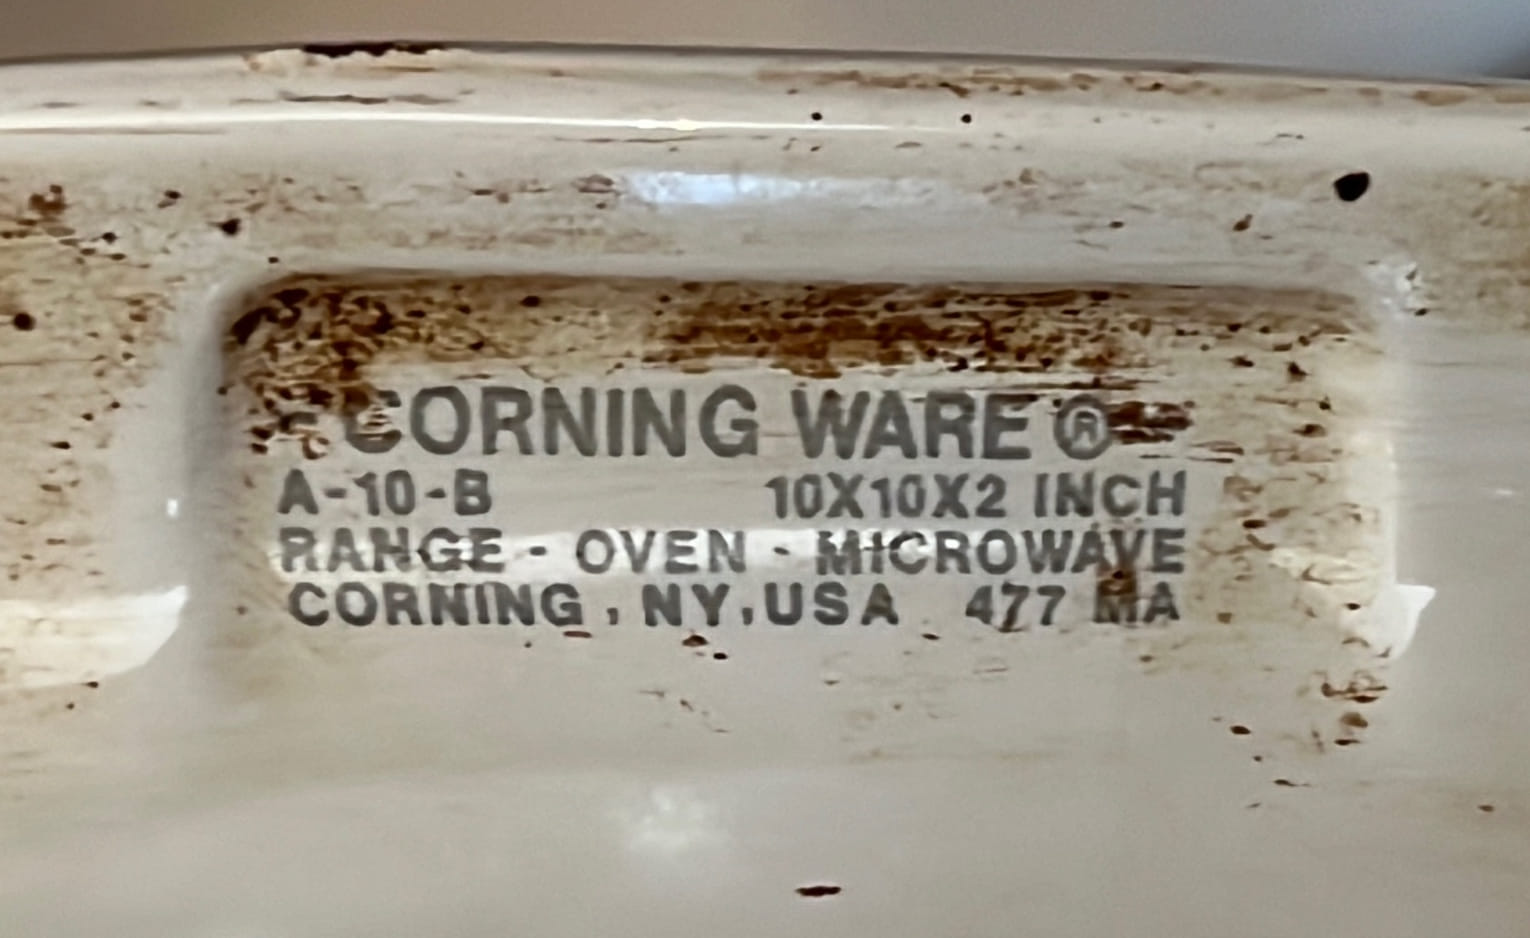 CORNING WARE ®
A-10-B 10X10X2 INCH
RANGE - OVEN - MICROWAVE
CORNING, NY, USA 477 MA